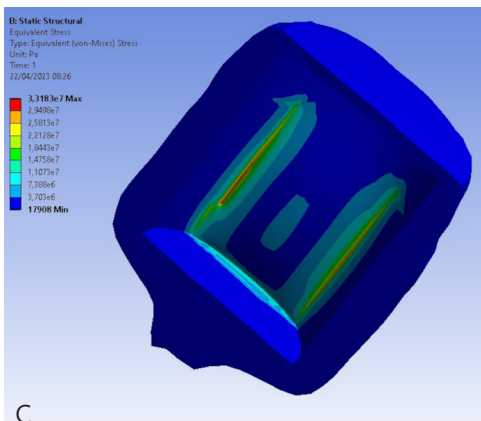 B: Static Structural
Equivalent Stress
Type: Equivalent (von-Mises) Stress
Unit: Pa
Time: 1
22/04/2023 08:26
3,3183e7 Max
2,9498e7
2,5813e7
2,2128e7
1,8443e7
1,4758e7
1,1073e7
7,388e6
3,703e6
17908 Min
C